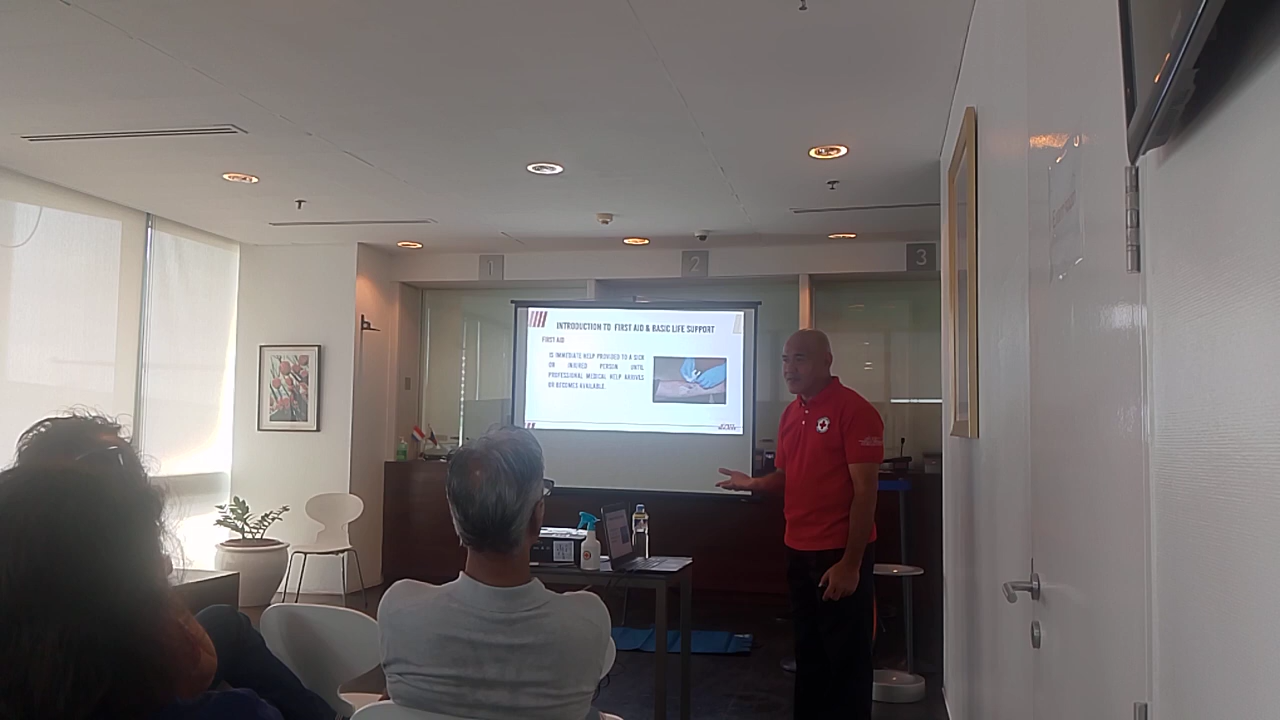 1
2
3
INTRODUCTION TO FIRST AID & BASIC LIFE SUPPORT
FIRST AID
IS IMMEDIATE HELP PROVIDED TO A SICK
OR INJURED PERSON UNTIL
PROFESSIONAL MEDICAL HELP ARRIVES
OR BECOMES AVAILABLE.